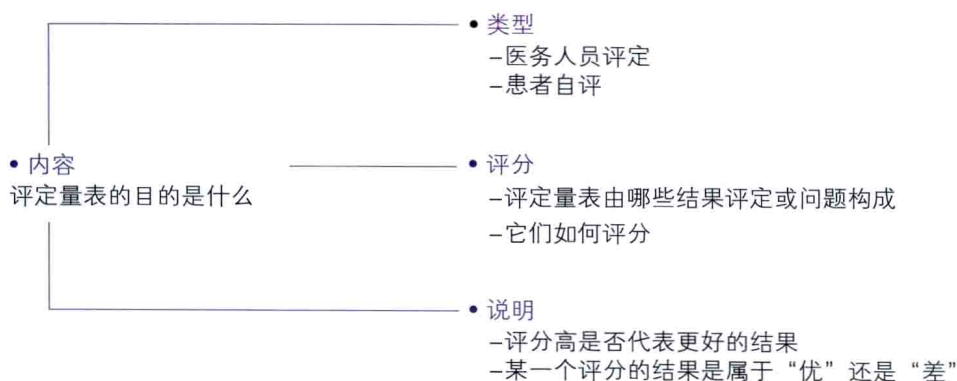 • 类型
–医务人员评定
–患者自评
• 内容
评定量表的目的是什么
• 评分
–评定量表由哪些结果评定或问题构成
–它们如何评分
• 说明
–评分高是否代表更好的结果
–某一个评分的结果是属于“优”还是“差”